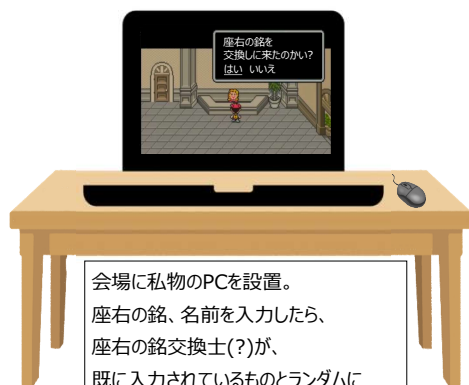 座右の銘を
交換しに来たのかい?
はい いいえ
会場に私物のPCを設置。
座右の銘、名前を入力したら、
座右の銘交換士(?)が、
既に入力されているものとランダムに